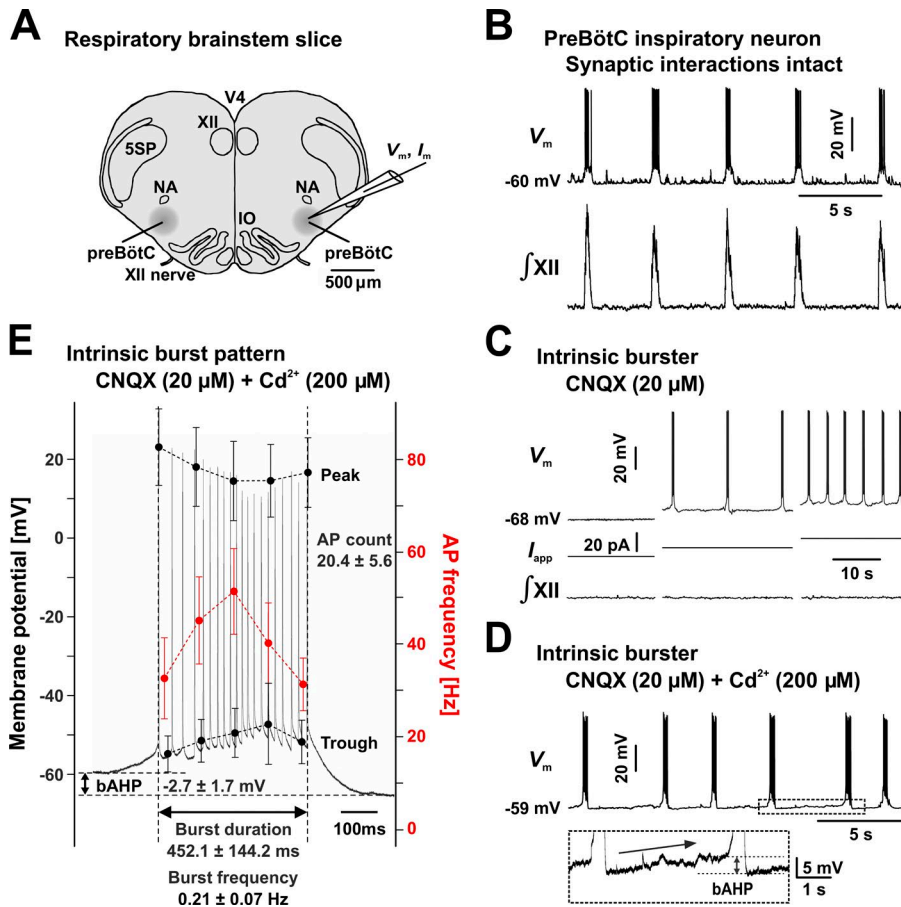 A
Respiratory brainstem slice
V4
XII
5SP
Vm, Im
NA
NA
IO
preBötC
preBötC
XII nerve
500 µm
B
PreBötC inspiratory neuron
Synaptic interactions intact
Vm
20 mV
-60 mV
5 s
∫XII
C
Intrinsic burster
CNQX (20 µM)
Vm
20 mV
-68 mV
Iapp
20 pA
10 s
∫XII
D
Intrinsic burster
CNQX (20 µM) + Cd²⁺ (200 µM)
Vm
20 mV
-59 mV
5 s
bAHP
5 mV
1 s
E
Intrinsic burst pattern
CNQX (20 µM) + Cd²⁺ (200 µM)
Membrane potential [mV]
20
0
-20
-40
-60
Peak
AP count
20.4 ± 5.6
Trough
bAHP
-2.7 ± 1.7 mV
AP frequency [Hz]
80
60
40
20
0
100ms
Burst duration
452.1 ± 144.2 ms
Burst frequency
0.21 ± 0.07 Hz